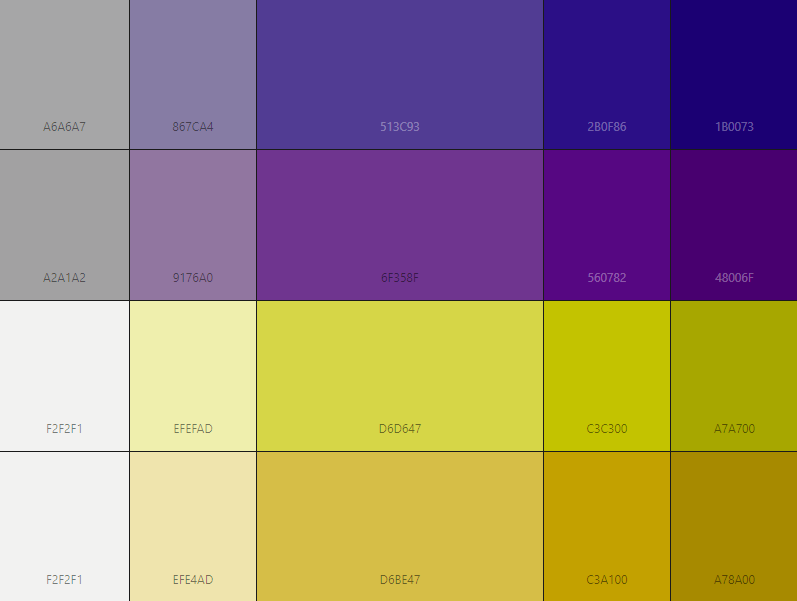 A6A6A7 867CA4 513C93 2B0F86 1B0073
A2A1A2 9176A0 6F358F 560782 48006F
F2F2F1 EFEFAD D6D647 C3C300 A7A700
F2F2F1 EFE4AD D6BE47 C3A100 A78A00